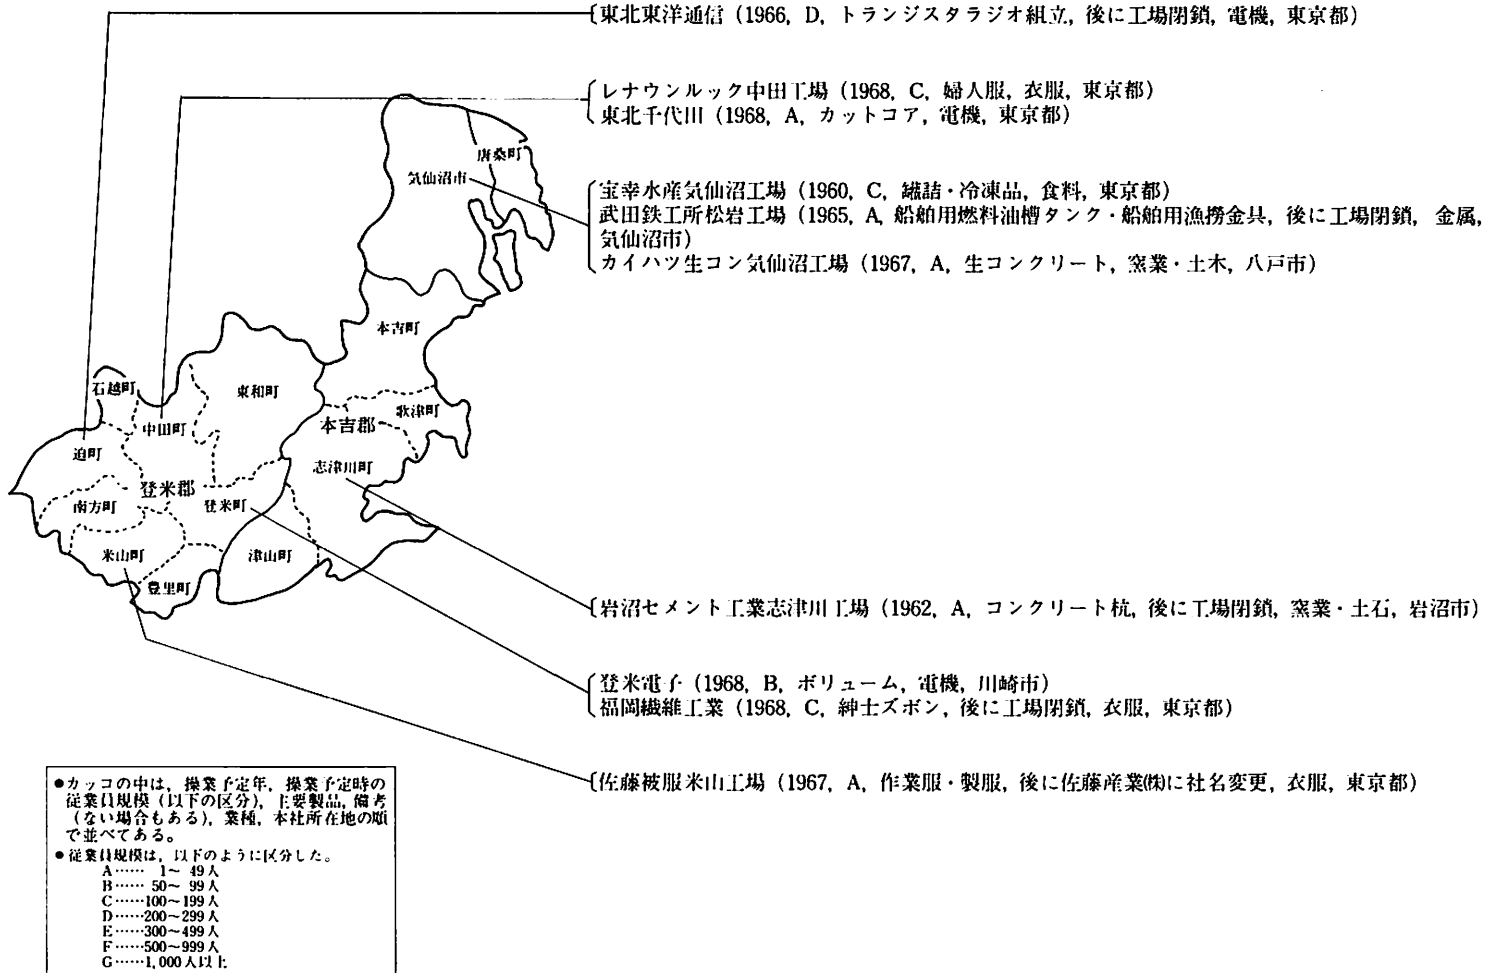 東北東洋通信（1966，D，トランジスタラジオ組立，後に工場閉鎖，電機，東京都）
レナウンルック中田工場（1968，C，婦人服，衣服，東京都）
東北千代川（1968，A，カットコア，電機，東京都）
唐桑町
気仙沼市
宝幸水産気仙沼工場（1960，C，罐詰・冷凍品，食料，東京都）
武田鉄工所松岩工場（1965，A，船舶用燃料油槽タンク・船舶用漁撈金具，後に工場閉鎖，金属，
気仙沼市）
カイハツ生コン気仙沼工場（1967，A，生コンクリート，窯業・土木，八戸市）
本吉町
石越町
東和町
中田町
歌津町
本吉郡
迫町
志津川町
登米郡
南方町
登米町
米山町
津山町
豊里町
岩沼セメント工業志津川工場（1962，A，コンクリート杭，後に工場閉鎖，窯業・土石，岩沼市）
登米電子（1968，B，ボリューム，電機，川崎市）
福岡繊維工業（1968，C，紳士ズボン，後に工場閉鎖，衣服，東京都）
佐藤被服米山工場（1967，A，作業服・製服，後に佐藤産業㈱に社名変更，衣服，東京都）
●カッコの中は，操業予定年，操業予定時の
従業員規模（以下の区分），主要製品，備考
（ない場合もある），業種，本社所在地の順
で並べてある。
●従業員規模は，以下のように区分した。
A…… 1〜 49人
B…… 50〜 99人
C……100〜199人
D……200〜299人
E……300〜499人
F……500〜999人
G……1,000人以上